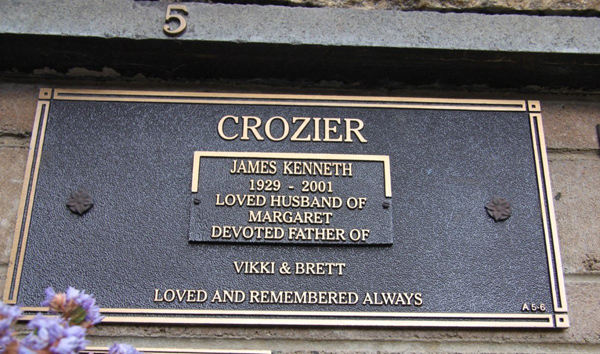 5
CROZIER
JAMES KENNETH
1929 - 2001
LOVED HUSBAND OF
MARGARET
DEVOTED FATHER OF
VIKKI & BRETT
LOVED AND REMEMBERED ALWAYS
A 5-6